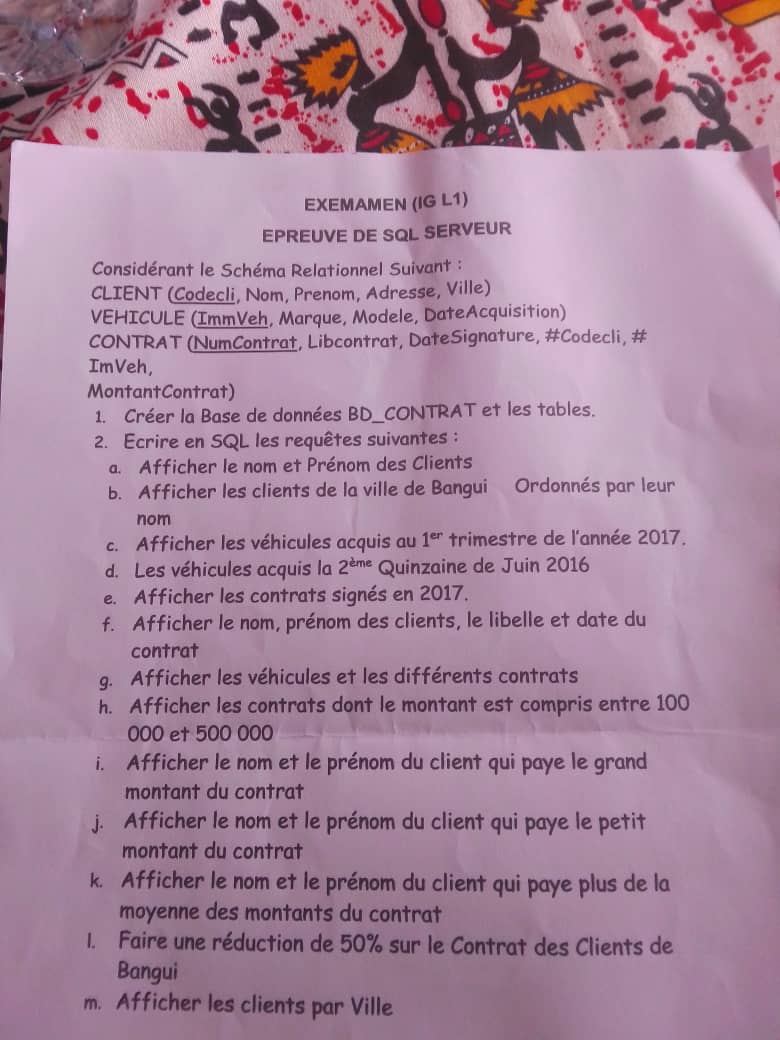 EXEMAMEN (IG L1)
EPREUVE DE SQL SERVEUR
Considérant le Schéma Relationnel Suivant :
CLIENT (Codecli, Nom, Prenom, Adresse, Ville)
VEHICULE (ImmVeh, Marque, Modele, DateAcquisition)
CONTRAT (NumContrat, Libcontrat, DateSignature, #Codecli, #
ImVeh,
MontantContrat)
1. Créer la Base de données BD_CONTRAT et les tables.
2. Ecrire en SQL les requêtes suivantes :
a. Afficher le nom et Prénom des Clients
b. Afficher les clients de la ville de Bangui Ordonnés par leur
nom
c. Afficher les véhicules acquis au 1er trimestre de l'année 2017.
d. Les véhicules acquis la 2ème Quinzaine de Juin 2016
e. Afficher les contrats signés en 2017.
f. Afficher le nom, prénom des clients, le libelle et date du
contrat
g. Afficher les véhicules et les différents contrats
h. Afficher les contrats dont le montant est compris entre 100
000 et 500 000
i. Afficher le nom et le prénom du client qui paye le grand
montant du contrat
j. Afficher le nom et le prénom du client qui paye le petit
montant du contrat
k. Afficher le nom et le prénom du client qui paye plus de la
moyenne des montants du contrat
l. Faire une réduction de 50% sur le Contrat des Clients de
Bangui
m. Afficher les clients par Ville